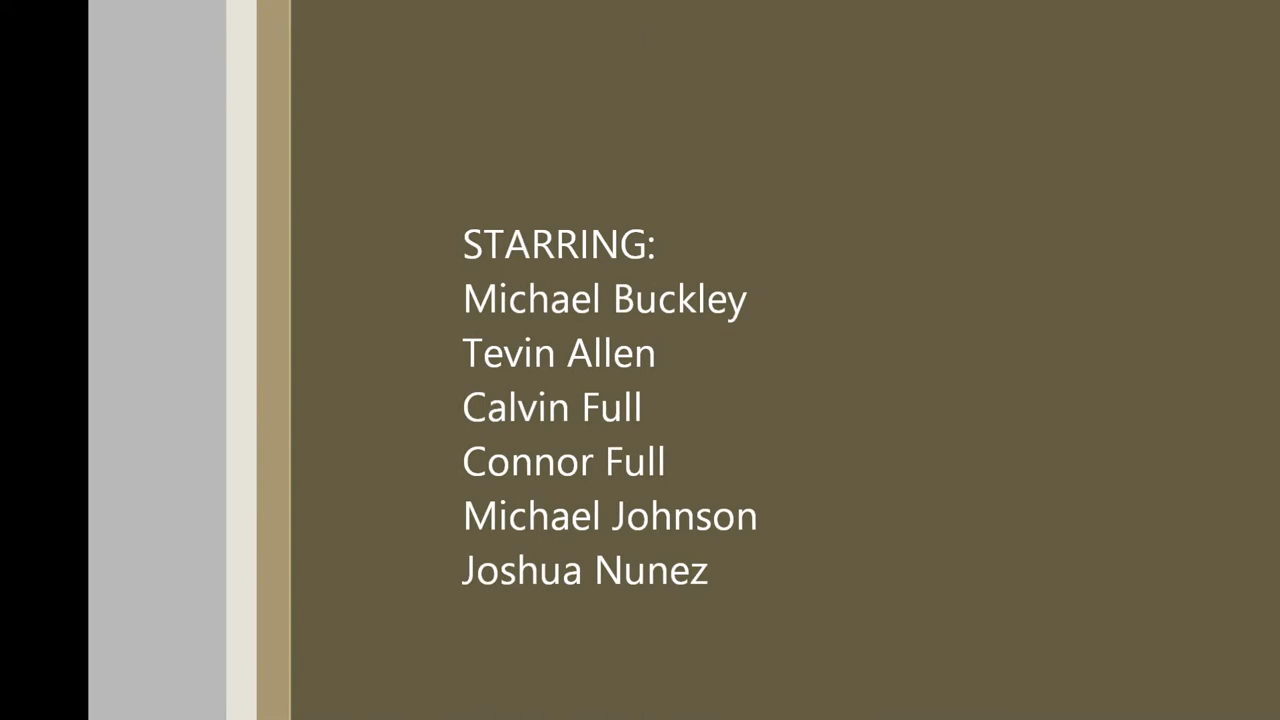 STARRING:
Michael Buckley
Tevin Allen
Calvin Full
Connor Full
Michael Johnson
Joshua Nunez